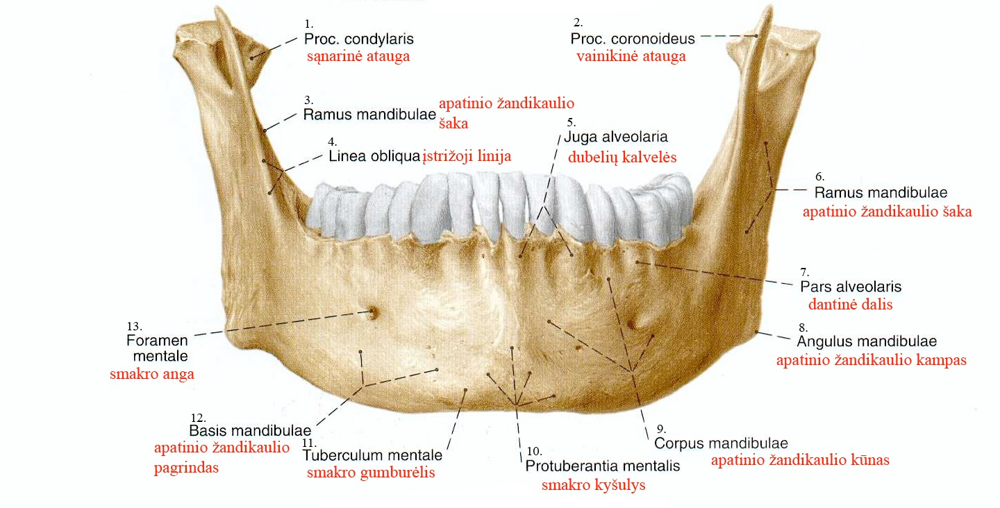 1.
Proc. condylaris
sąnarinė atauga
2.
Proc. coronoideus
vainikinė atauga
3.
Ramus mandibulae
apatinio žandikaulio
šaka
4.
Linea obliqua įstrižoji linija
5.
Juga alveolaria
dubelių kalvelės
6.
Ramus mandibulae
apatinio žandikaulio šaka
7.
Pars alveolaris
dantinė dalis
8.
Angulus mandibulae
apatinio žandikaulio kampas
9.
Corpus mandibulae
apatinio žandikaulio kūnas
10.
Protuberantia mentalis
smakro kyšulys
11.
Tuberculum mentale
smakro gumburėlis
12.
Basis mandibulae
apatinio žandikaulio
pagrindas
13.
Foramen
mentale
smakro anga